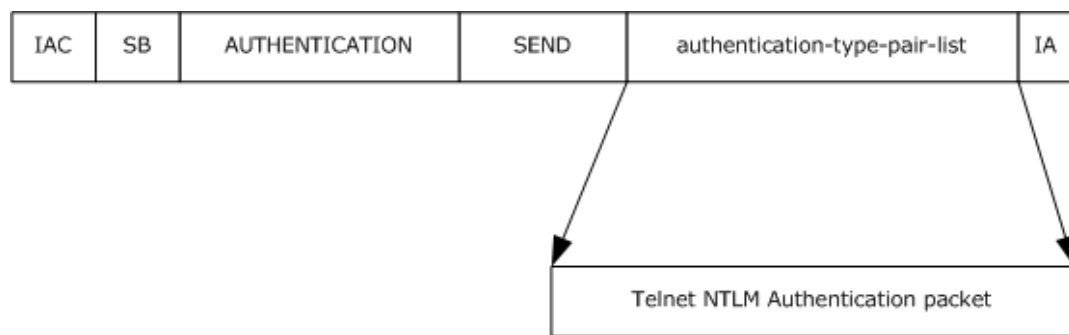 IAC SB AUTHENTICATION SEND authentication-type-pair-list IA
Telnet NTLM Authentication packet